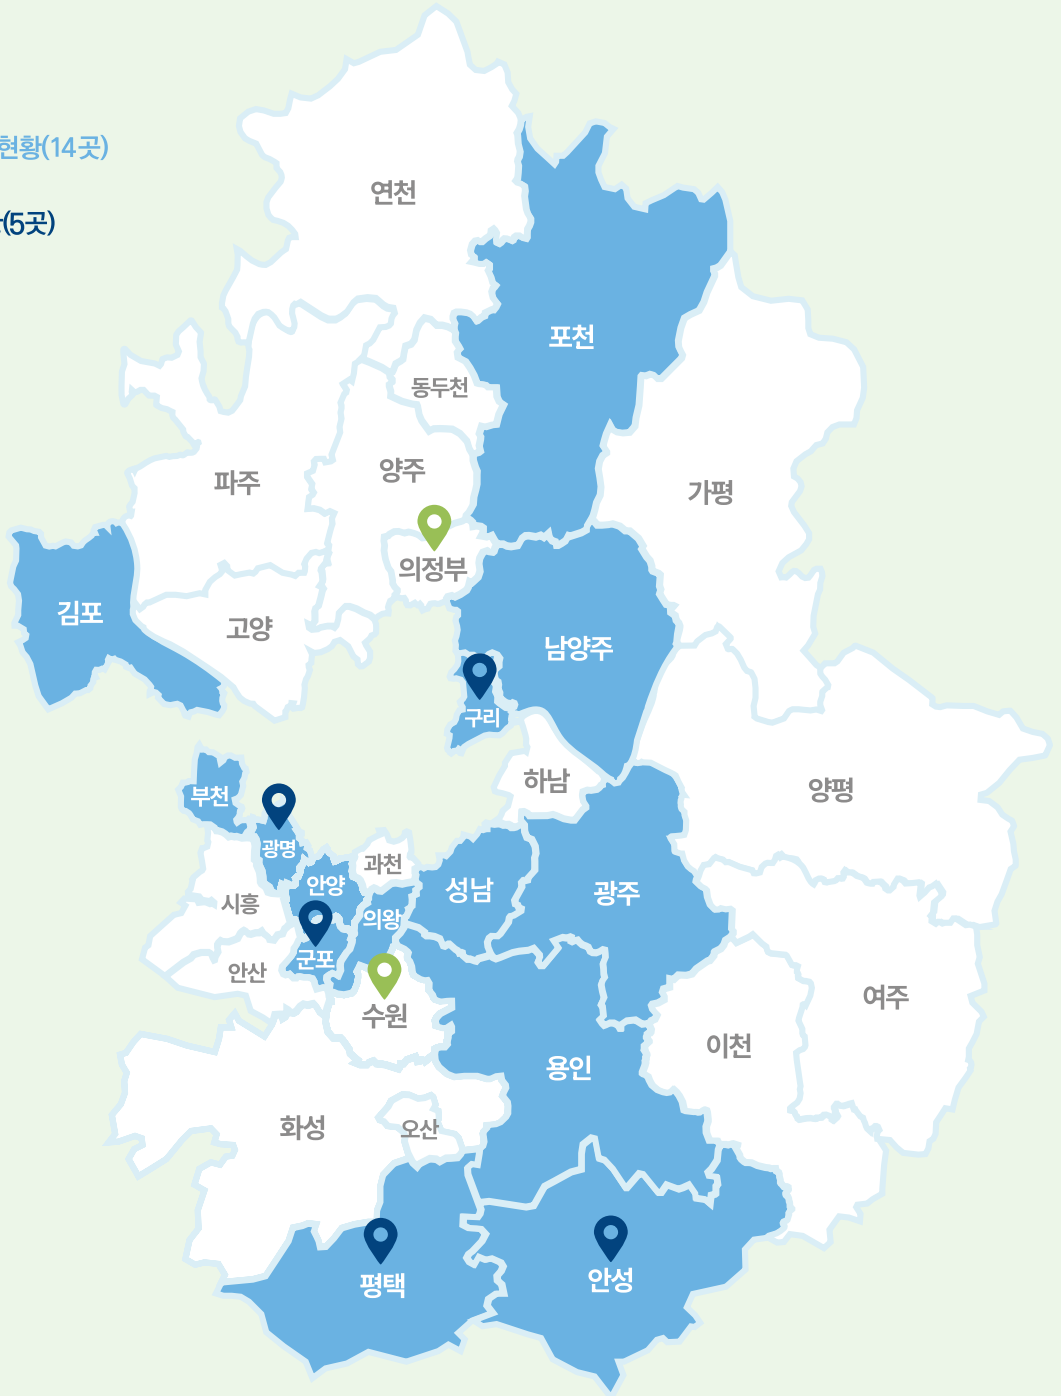 현황(14곳)
(5곳)
연천
포천
동두천
양주
파주
가평
의정부
김포
고양
남양주
구리
하남
양평
부천
광명
과천
안양
성남
광주
시흥
의왕
안산
군포
여주
수원
이천
용인
화성
오산
평택
안성